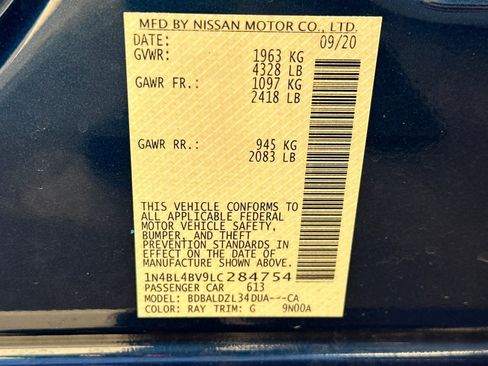 MFD BY NISSAN MOTOR CO., LTD.
DATE: 09/20
GVWR: 1963 KG
4328 LB
GAWR FR.: 1097 KG
2418 LB
GAWR RR.: 945 KG
2083 LB
THIS VEHICLE CONFORMS TO
ALL APPLICABLE FEDERAL
MOTOR VEHICLE SAFETY,
BUMPER, AND THEFT
PREVENTION STANDARDS IN
EFFECT ON THE DATE OF
MANUFACTURE SHOWN ABOVE.
1N4BL4BV9LC284754
PASSENGER CAR 613
MODEL: BDBALDZL34DUA---CA
COLOR: RAY TRIM: G 9N00A